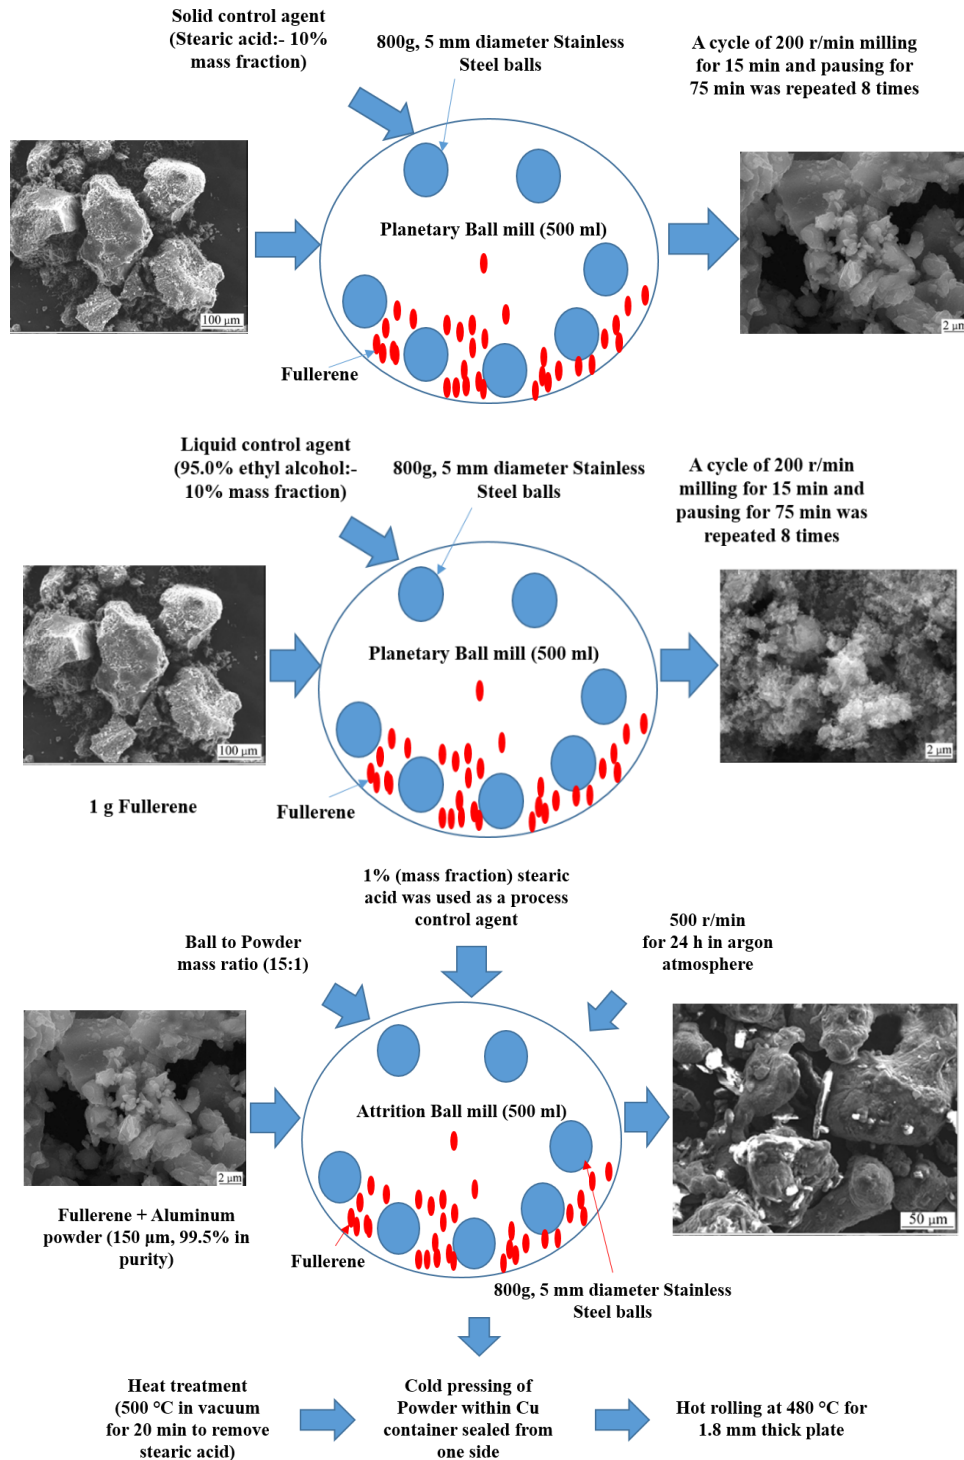 Solid control agent
(Stearic acid:- 10%
mass fraction)
800g, 5 mm diameter Stainless
Steel balls
A cycle of 200 r/min milling
for 15 min and pausing for
75 min was repeated 8 times
Planetary Ball mill (500 ml)
100 μm
2 μm
Fullerene
Liquid control agent
(95.0% ethyl alcohol:-
10% mass fraction)
800g, 5 mm diameter Stainless
Steel balls
A cycle of 200 r/min
milling for 15 min and
pausing for 75 min was
repeated 8 times
Planetary Ball mill (500 ml)
100 μm
2 μm
1 g Fullerene
Fullerene
1% (mass fraction) stearic
acid was used as a process
control agent
Ball to Powder
mass ratio (15:1)
500 r/min
for 24 h in argon
atmosphere
Attrition Ball mill (500 ml)
2 μm
50 μm
Fullerene + Aluminum
powder (150 μm, 99.5% in
purity)
Fullerene
800g, 5 mm diameter Stainless
Steel balls
Heat treatment
(500 °C in vacuum
for 20 min to remove
stearic acid)
Cold pressing of
Powder within Cu
container sealed from
one side
Hot rolling at 480 °C for
1.8 mm thick plate